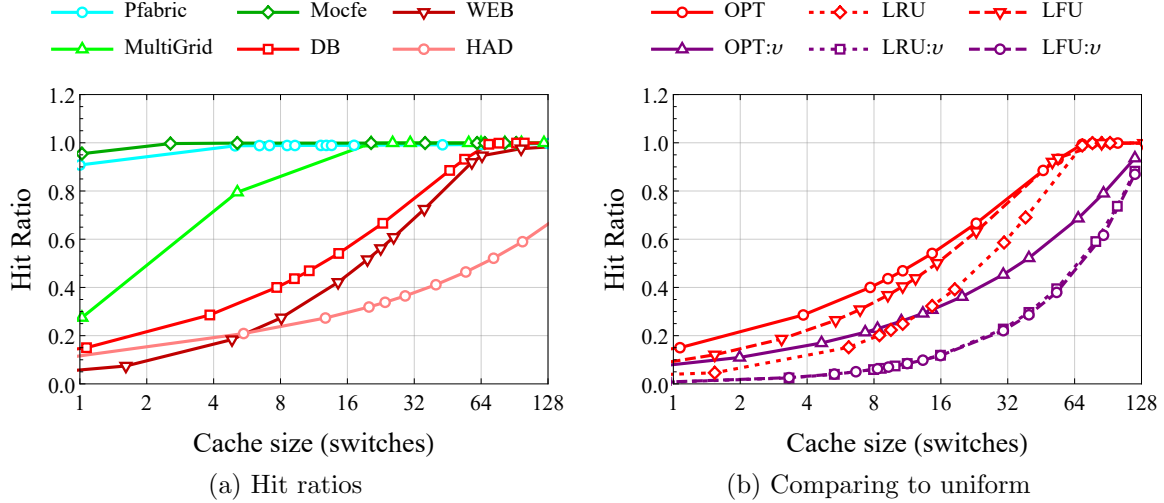 Pfabric Mocfe WEB
MultiGrid DB HAD
1.2
1.0
0.8
0.6
0.4
0.2
0.0
Hit Ratio
1 2 4 8 16 32 64 128
Cache size (switches)
(a) Hit ratios
OPT LRU LFU
OPT:υ LRU:υ LFU:υ
1.2
1.0
0.8
0.6
0.4
0.2
0.0
Hit Ratio
1 2 4 8 16 32 64 128
Cache size (switches)
(b) Comparing to uniform